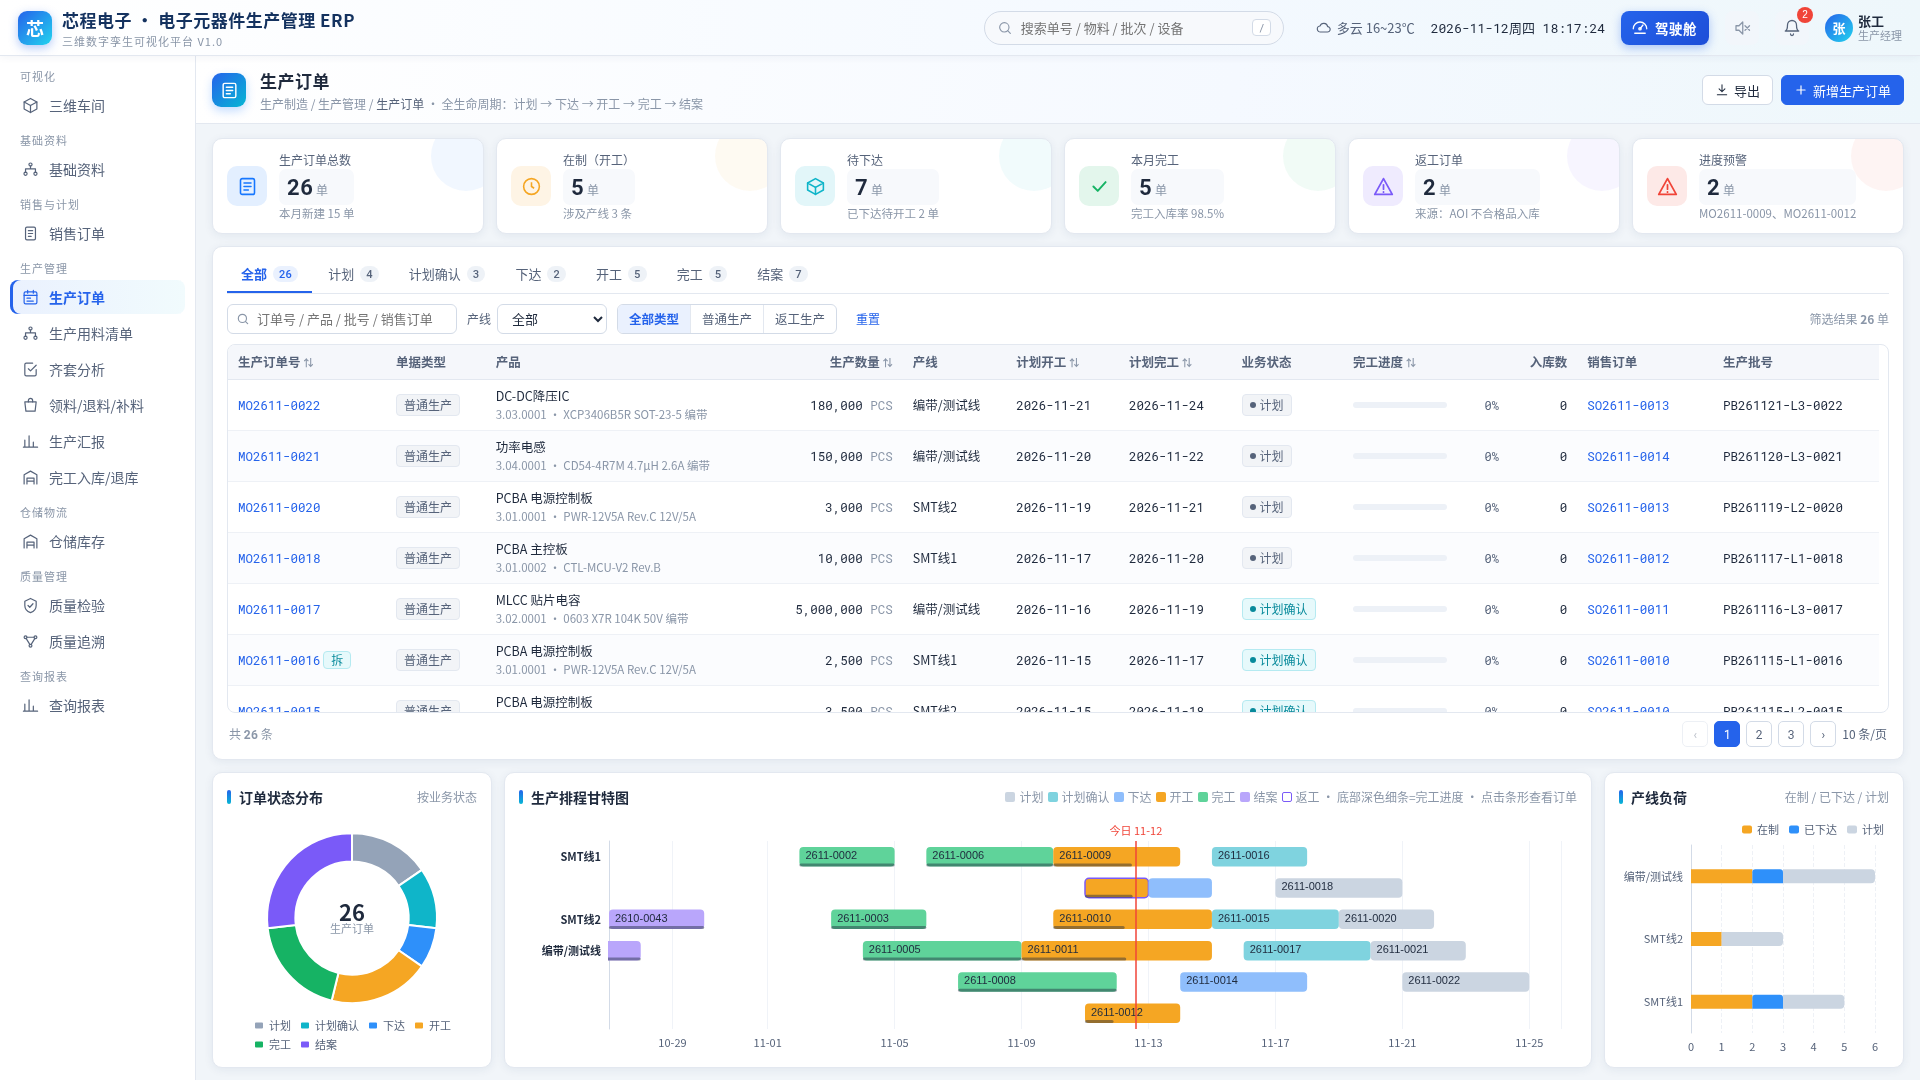 芯 芯程电子 · 电子元器件生产管理 ERP
三维数字孪生可视化平台 V1.0
搜索单号 / 物料 / 批次 / 设备 /
多云 16~23℃ 2026-11-12周四 18:17:24 驾驶舱 2 张 张工
生产经理
可视化
三维车间
基础资料
基础资料
销售与计划
销售订单
生产管理
生产订单
生产用料清单
齐套分析
领料/退料/补料
生产汇报
完工入库/退库
仓储物流
仓储库存
质量管理
质量检验
质量追溯
查询报表
查询报表
生产订单
生产制造 / 生产管理 / 生产订单 · 全生命周期：计划 → 下达 → 开工 → 完工 → 结案
导出 + 新增生产订单
生产订单总数
26 单
本月新建 15 单
在制（开工）
5 单
涉及产线 3 条
待下达
7 单
已下达待开工 2 单
本月完工
5 单
完工入库率 98.5%
返工订单
2 单
来源：AOI 不合格品入库
进度预警
2 单
MO2611-0009、MO2611-0012
全部 26 计划 4 计划确认 3 下达 2 开工 5 完工 5 结案 7
订单号 / 产品 / 批号 / 销售订单 产线 全部 全部类型 普通生产 返工生产 重置 筛选结果 26 单
生产订单号 单据类型 产品 生产数量 产线 计划开工 计划完工 业务状态 完工进度 入库数 销售订单 生产批号
MO2611-0022 普通生产 DC-DC降压IC 180,000 PCS 编带/测试线 2026-11-21 2026-11-24 计划 0% 0 SO2611-0013 PB261121-L3-0022
3.03.0001 · XCP3406B5R SOT-23-5 编带
MO2611-0021 普通生产 功率电感 150,000 PCS 编带/测试线 2026-11-20 2026-11-22 计划 0% 0 SO2611-0014 PB261120-L3-0021
3.04.0001 · CD54-4R7M 4.7μH 2.6A 编带
MO2611-0020 普通生产 PCBA 电源控制板 3,000 PCS SMT线2 2026-11-19 2026-11-21 计划 0% 0 SO2611-0013 PB261119-L2-0020
3.01.0001 · PWR-12V5A Rev.C 12V/5A
MO2611-0018 普通生产 PCBA 主控板 10,000 PCS SMT线1 2026-11-17 2026-11-20 计划 0% 0 SO2611-0012 PB261117-L1-0018
3.01.0002 · CTL-MCU-V2 Rev.B
MO2611-0017 普通生产 MLCC 贴片电容 5,000,000 PCS 编带/测试线 2026-11-16 2026-11-19 计划确认 0% 0 SO2611-0011 PB261116-L3-0017
3.02.0001 · 0603 X7R 104K 50V 编带
MO2611-0016 拆 普通生产 PCBA 电源控制板 2,500 PCS SMT线1 2026-11-15 2026-11-17 计划确认 0% 0 SO2611-0010 PB261115-L1-0016
3.01.0001 · PWR-12V5A Rev.C 12V/5A
MO2611-0015 普通生产 PCBA 电源控制板 3,500 PCS SMT线2 2026-11-15 2026-11-18 计划确认 0% 0 SO2611-0010 PB261115-L2-0015
共 26 条 ‹ 1 2 3 › 10 条/页
订单状态分布 按业务状态
26
生产订单
计划 计划确认 下达 开工
完工 结案
生产排程甘特图 计划 计划确认 下达 开工 完工 结案 返工 · 底部深色细条=完工进度 · 点击条形查看订单
今日 11-12
SMT线1 2611-0002 2611-0006 2611-0009 2611-0016
2611-0018
SMT线2 2610-0043 2611-0003 2611-0010 2611-0015 2611-0020
编带/测试线 2611-0005 2611-0011 2611-0017 2611-0021
2611-0008 2611-0014 2611-0022
2611-0012
10-29 11-01 11-05 11-09 11-13 11-17 11-21 11-25
产线负荷 在制 / 已下达 / 计划
在制 已下达 计划
编带/测试线
SMT线2
SMT线1
0 1 2 3 4 5 6